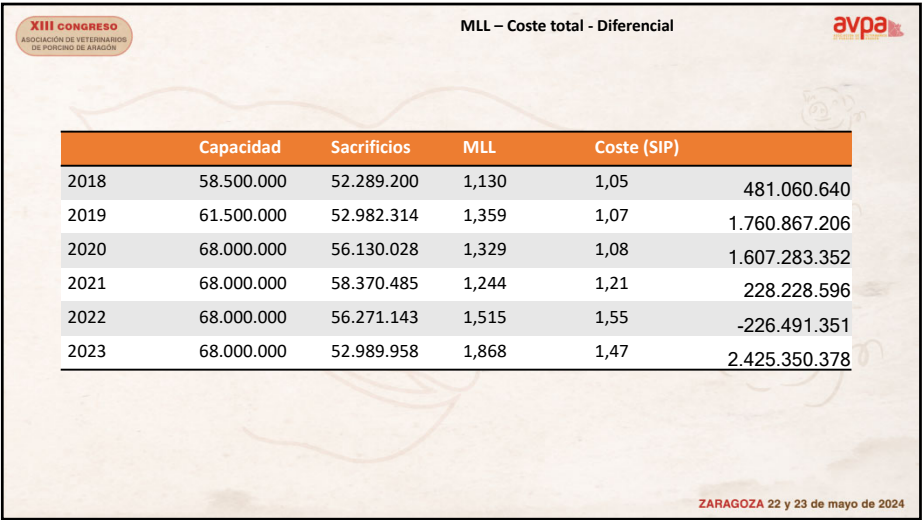 XIII CONGRESO
ASOCIACIÓN DE VETERINARIOS
DE PORCINO DE ARAGÓN
MLL – Coste total - Diferencial
avpa
Capacidad Sacrificios MLL Coste (SIP)
2018 58.500.000 52.289.200 1,130 1,05 481.060.640
2019 61.500.000 52.982.314 1,359 1,07 1.760.867.206
2020 68.000.000 56.130.028 1,329 1,08 1.607.283.352
2021 68.000.000 58.370.485 1,244 1,21 228.228.596
2022 68.000.000 56.271.143 1,515 1,55 -226.491.351
2023 68.000.000 52.989.958 1,868 1,47 2.425.350.378
ZARAGOZA 22 y 23 de mayo de 2024